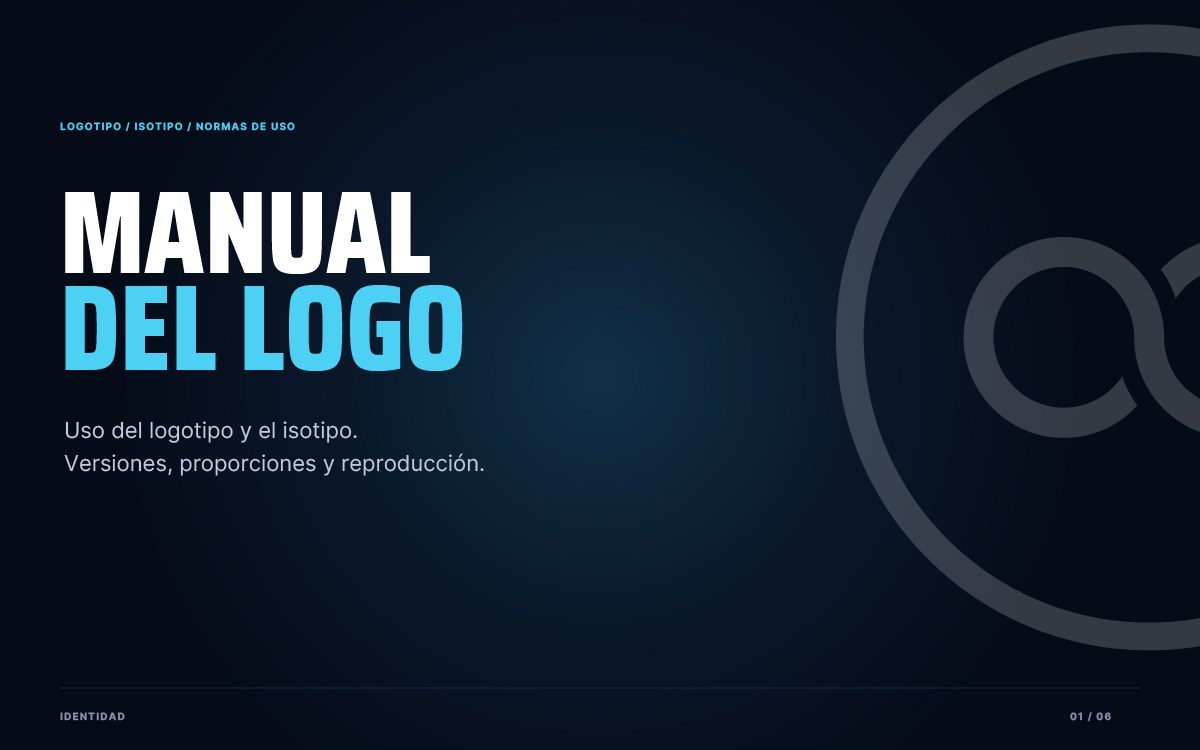 LOGOTIPO / ISOTIPO / NORMAS DE USO
MANUAL
DEL LOGO
Uso del logotipo y el isotipo.
Versiones, proporciones y reproducción.
IDENTIDAD
01 / 06